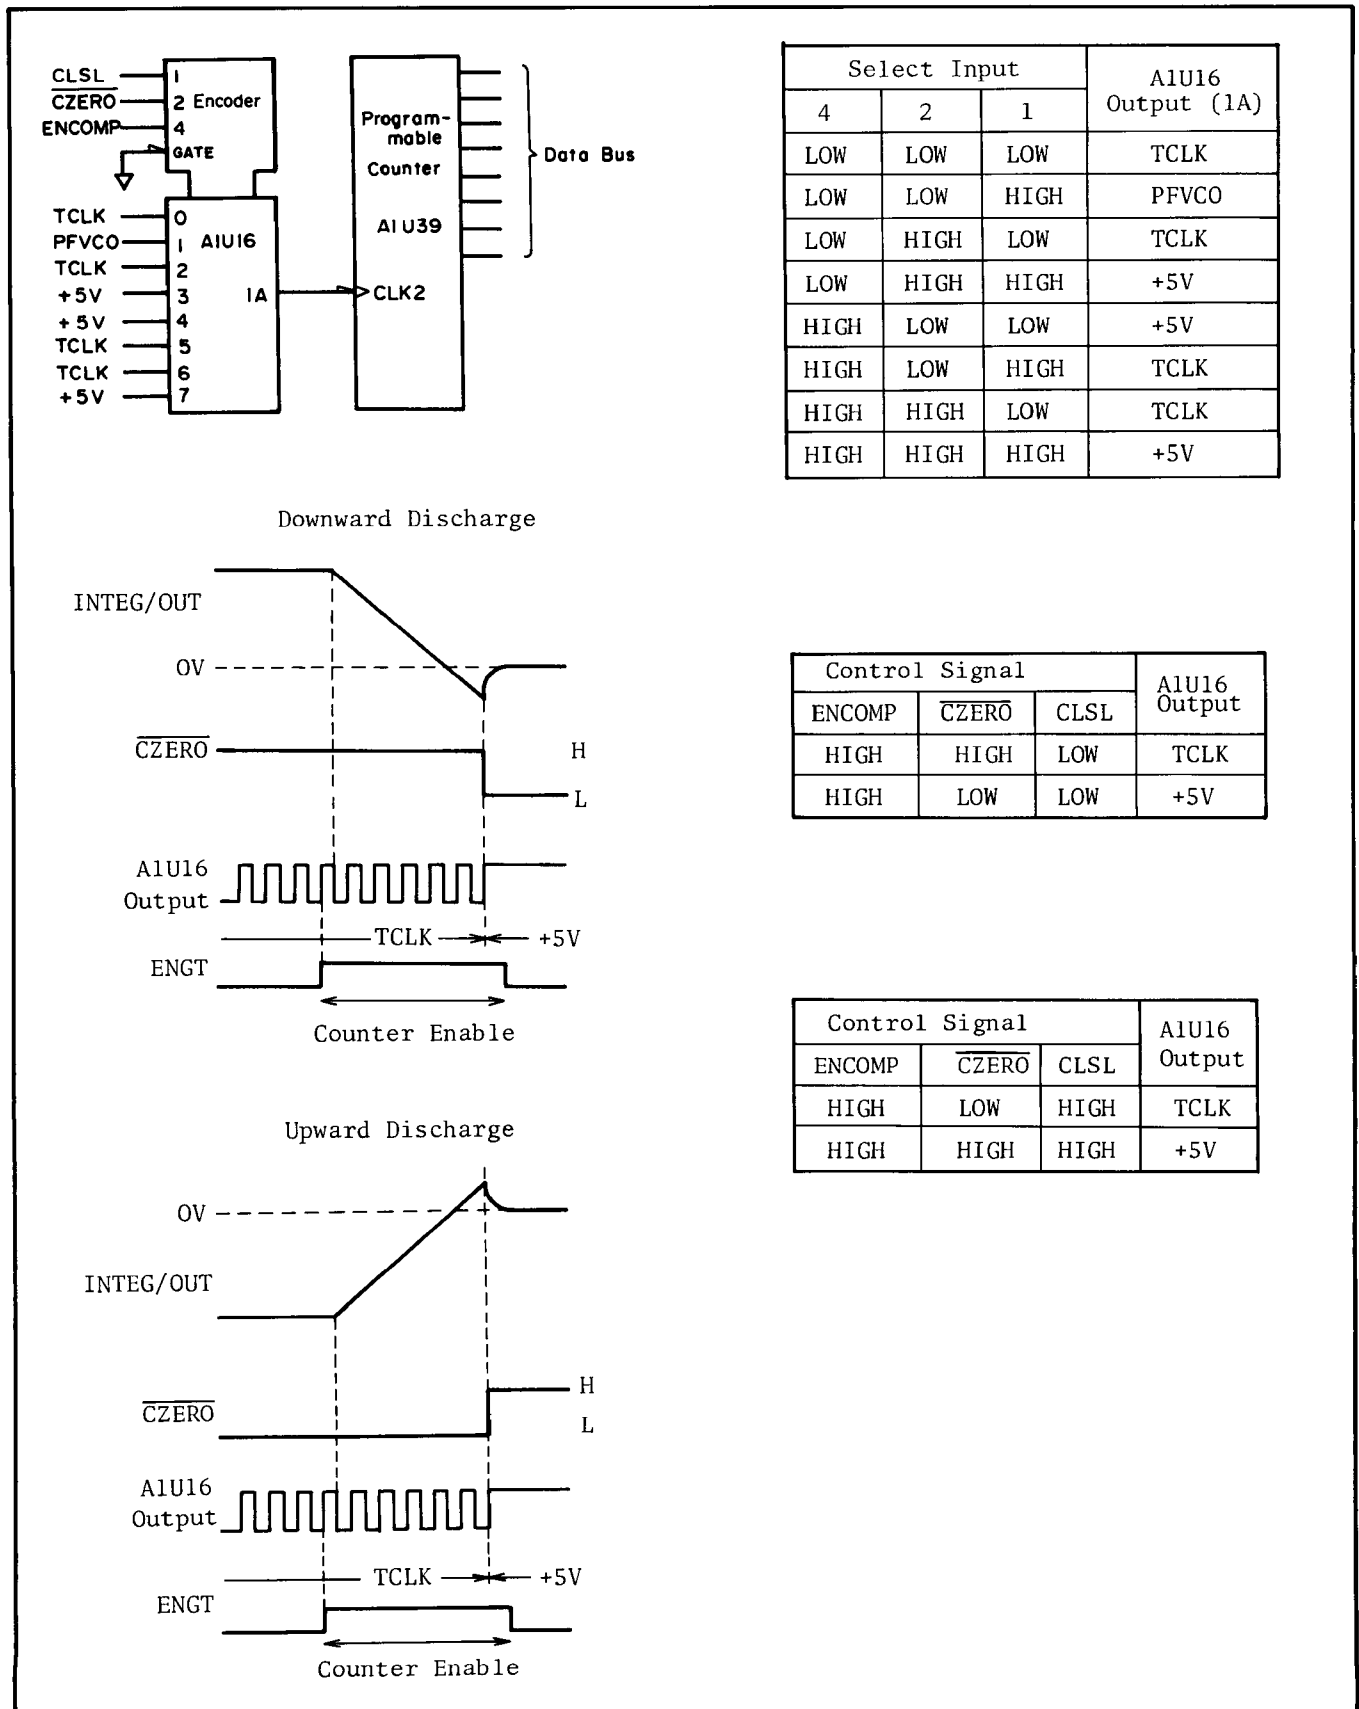 CLSL 1
CZERO 2 Encoder
ENCOMP 4
GATE
TCLK 0
PFVCO 1 A1U16
TCLK 2
+5V 3 1A
+5V 4
TCLK 5
TCLK 6
+5V 7
Program-
mable
Counter
A1U39
CLK2
Data Bus
Select Input A1U16 Output (1A)
4 2 1
LOW LOW LOW TCLK
LOW LOW HIGH PFVCO
LOW HIGH LOW TCLK
LOW HIGH HIGH +5V
HIGH LOW LOW +5V
HIGH LOW HIGH TCLK
HIGH HIGH LOW TCLK
HIGH HIGH HIGH +5V
Downward Discharge
INTEG/OUT
0V
CZERO H
L
A1U16
Output
TCLK +5V
ENGT
Counter Enable
Control Signal A1U16 Output
ENCOMP CZERO CLSL
HIGH HIGH LOW TCLK
HIGH LOW LOW +5V
Upward Discharge
0V
INTEG/OUT
H
CZERO L
A1U16
Output
TCLK +5V
ENGT
Counter Enable
Control Signal A1U16 Output
ENCOMP CZERO CLSL
HIGH LOW HIGH TCLK
HIGH HIGH HIGH +5V